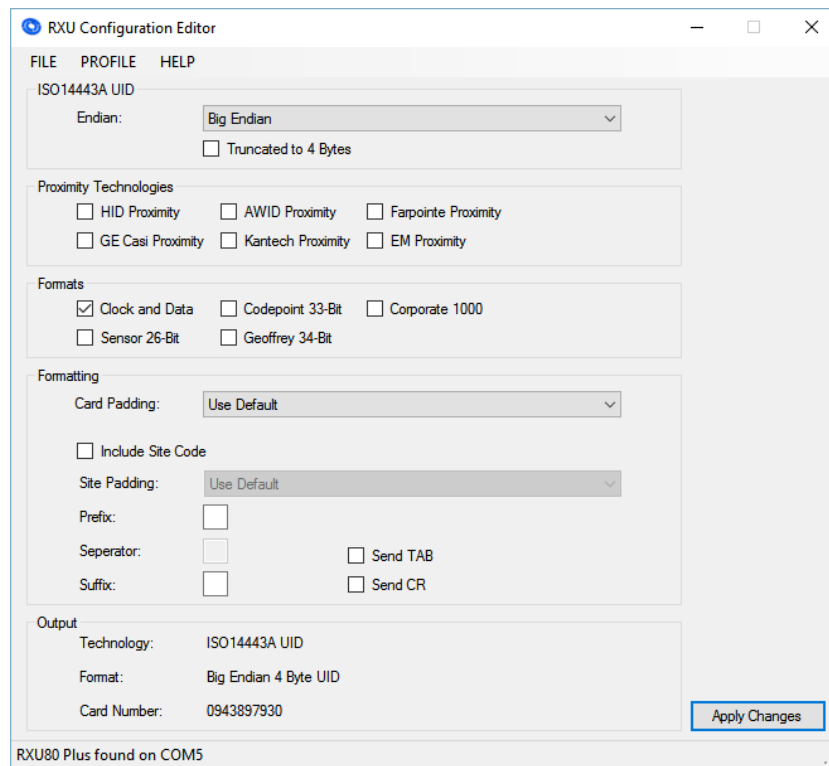 RXU Configuration Editor
FILE PROFILE HELP
ISO14443A UID
Endian: Big Endian
Truncated to 4 Bytes
Proximity Technologies
HID Proximity AWID Proximity Farpointe Proximity
GE Casi Proximity Kantech Proximity EM Proximity
Formats
Clock and Data Codepoint 33-Bit Corporate 1000
Sensor 26-Bit Geoffrey 34-Bit
Formatting
Card Padding: Use Default
Include Site Code
Site Padding: Use Default
Prefix:
Seperator: Send TAB
Suffix: Send CR
Output
Technology: ISO14443A UID
Format: Big Endian 4 Byte UID
Card Number: 0943897930
Apply Changes
RXU80 Plus found on COM5